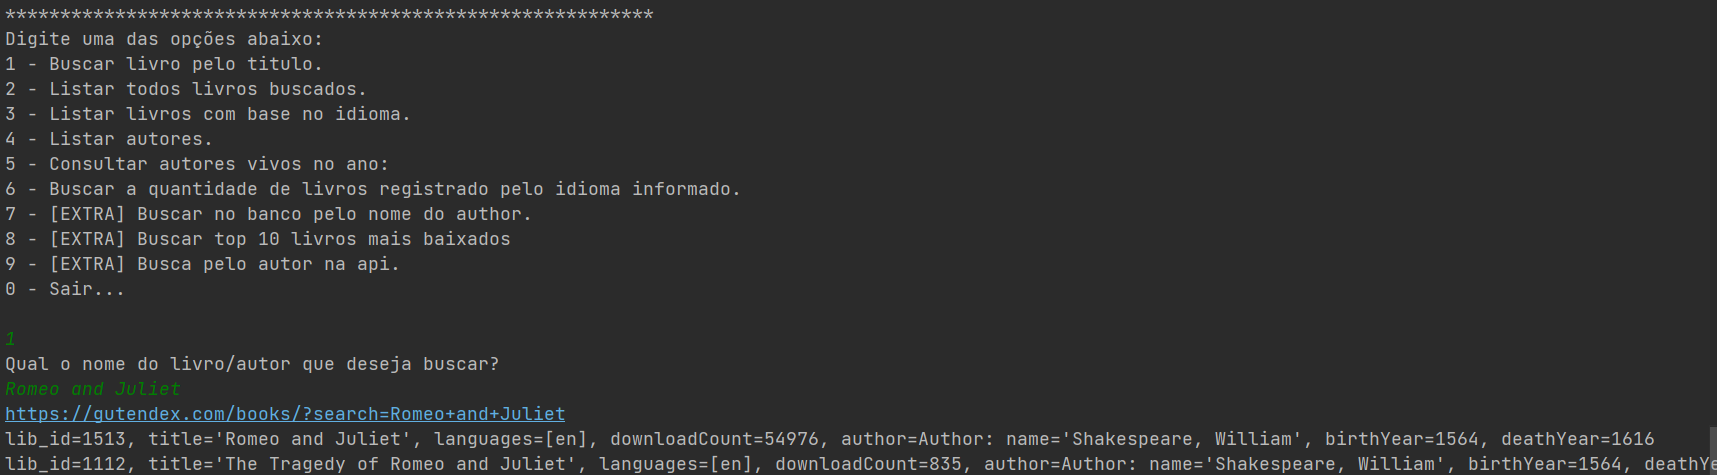 ***********************************************************
Digite uma das opções abaixo:
1 - Buscar livro pelo titulo.
2 - Listar todos livros buscados.
3 - Listar livros com base no idioma.
4 - Listar autores.
5 - Consultar autores vivos no ano:
6 - Buscar a quantidade de livros registrado pelo idioma informado.
7 - [EXTRA] Buscar no banco pelo nome do author.
8 - [EXTRA] Buscar top 10 livros mais baixados
9 - [EXTRA] Busca pelo autor na api.
0 - Sair...
1
Qual o nome do livro/autor que deseja buscar?
Romeo and Juliet
https://gutendex.com/books/?search=Romeo+and+Juliet
lib_id=1513, title='Romeo and Juliet', languages=[en], downloadCount=54976, author=Author: name='Shakespeare, William', birthYear=1564, deathYear=1616
lib_id=1112, title='The Tragedy of Romeo and Juliet', languages=[en], downloadCount=835, author=Author: name='Shakespeare, William', birthYear=1564, deathYe